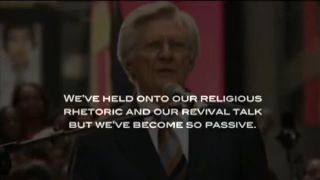 We've held onto our religious
rhetoric and our revival talk
but we've become so passive.